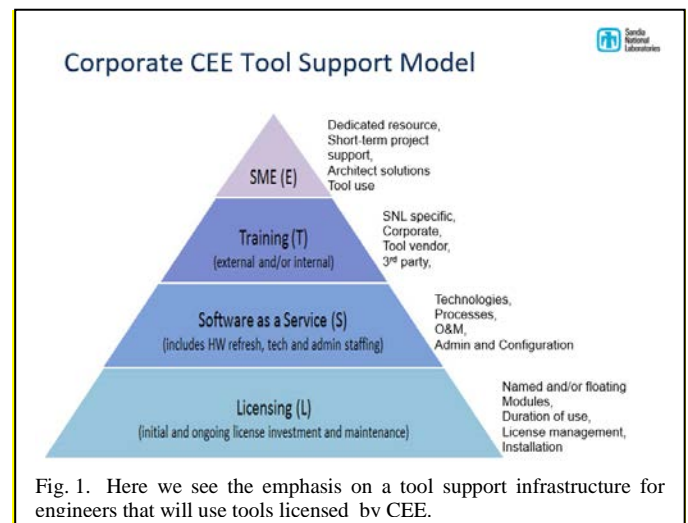 Sandia
National
Laboratories
Corporate CEE Tool Support Model
SME (E)
Dedicated resource,
Short-term project
support,
Architect solutions
Tool use
Training (T)
(external and/or internal)
SNL specific,
Corporate,
Tool vendor,
3rd party,
Software as a Service (S)
(includes HW refresh, tech and admin staffing)
Technologies,
Processes,
O&M,
Admin and Configuration
Licensing (L)
(initial and ongoing license investment and maintenance)
Named and/or floating
Modules,
Duration of use,
License management,
Installation
Fig. 1. Here we see the emphasis on a tool support infrastructure for
engineers that will use tools licensed by CEE.